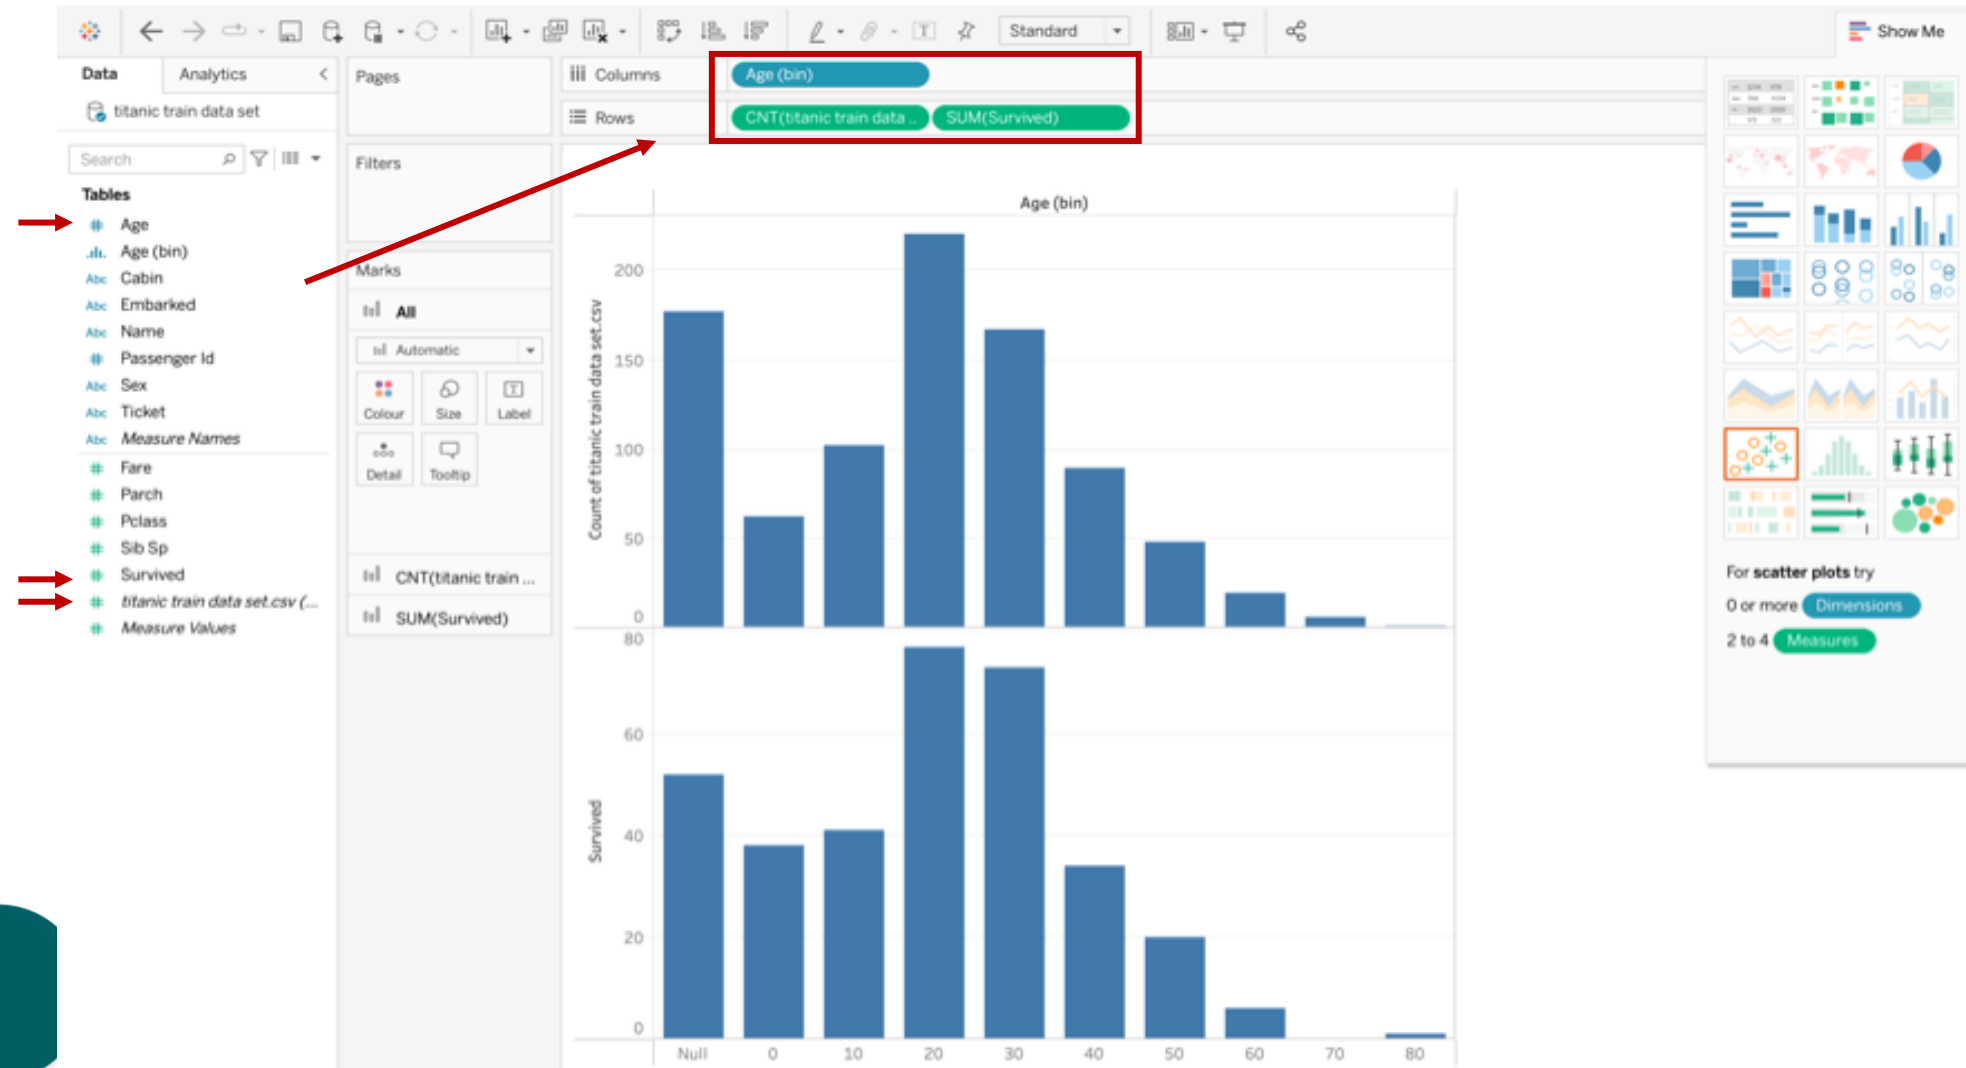 Standard
Show Me
Data
Analytics
Pages
Columns
Age (bin)
titanic train data set
Rows
CNT(titanic train data ..
SUM(Survived)
Search
Filters
Tables
Age
Age (bin)
Cabin
Embarked
Name
Passenger Id
Sex
Ticket
Measure Names
Fare
Parch
Pclass
Sib Sp
Survived
titanic train data set.csv (...
Measure Values
Marks
All
Automatic
Colour
Size
Label
Detail
Tooltip
CNT(titanic train ...
SUM(Survived)
Age (bin)
Count of titanic train data set.csv
200
150
100
50
0
Survived
80
60
40
20
0
Null
0
10
20
30
40
50
60
70
80
For scatter plots try
0 or more Dimensions
2 to 4 Measures